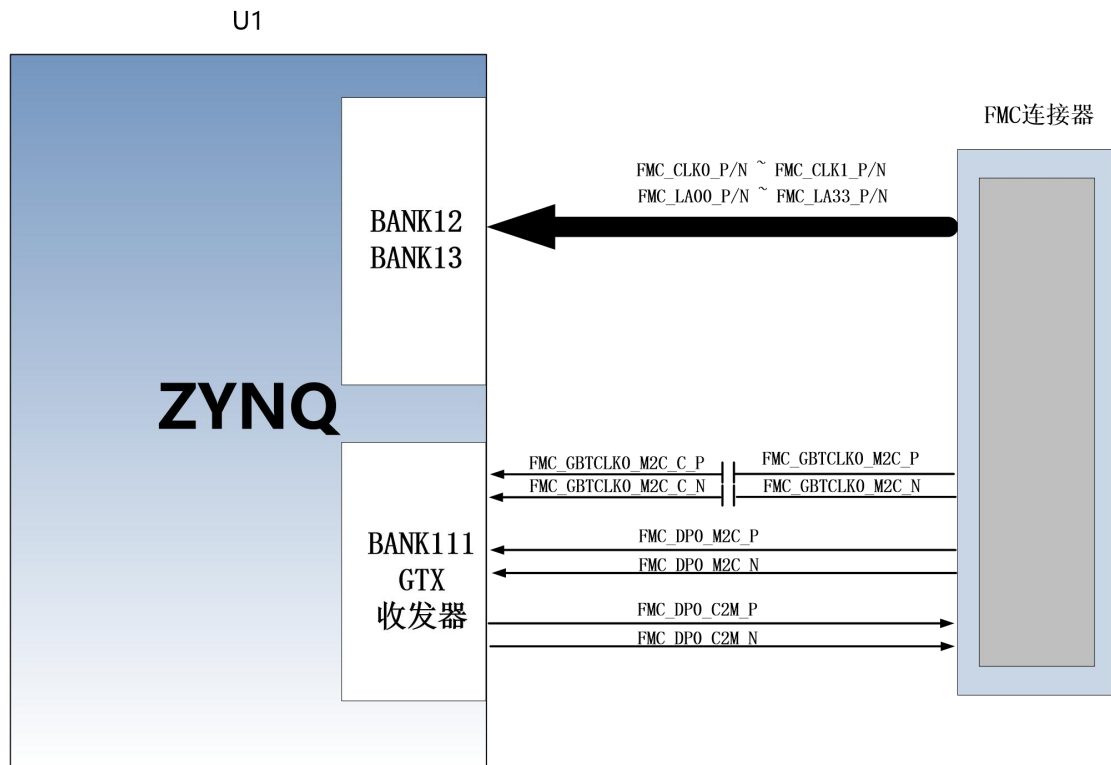 U1
FMC连接器
FMC_CLK0_P/N ~ FMC_CLK1_P/N
FMC_LA00_P/N ~ FMC_LA33_P/N
BANK12
BANK13
ZYNQ
FMC_GBTCLK0_M2C_C_P
FMC_GBTCLK0_M2C_P
FMC_GBTCLK0_M2C_C_N
FMC_GBTCLK0_M2C_N
BANK111
GTX
收发器
FMC_DP0_M2C_P
FMC_DP0_M2C_N
FMC_DP0_C2M_P
FMC_DP0_C2M_N